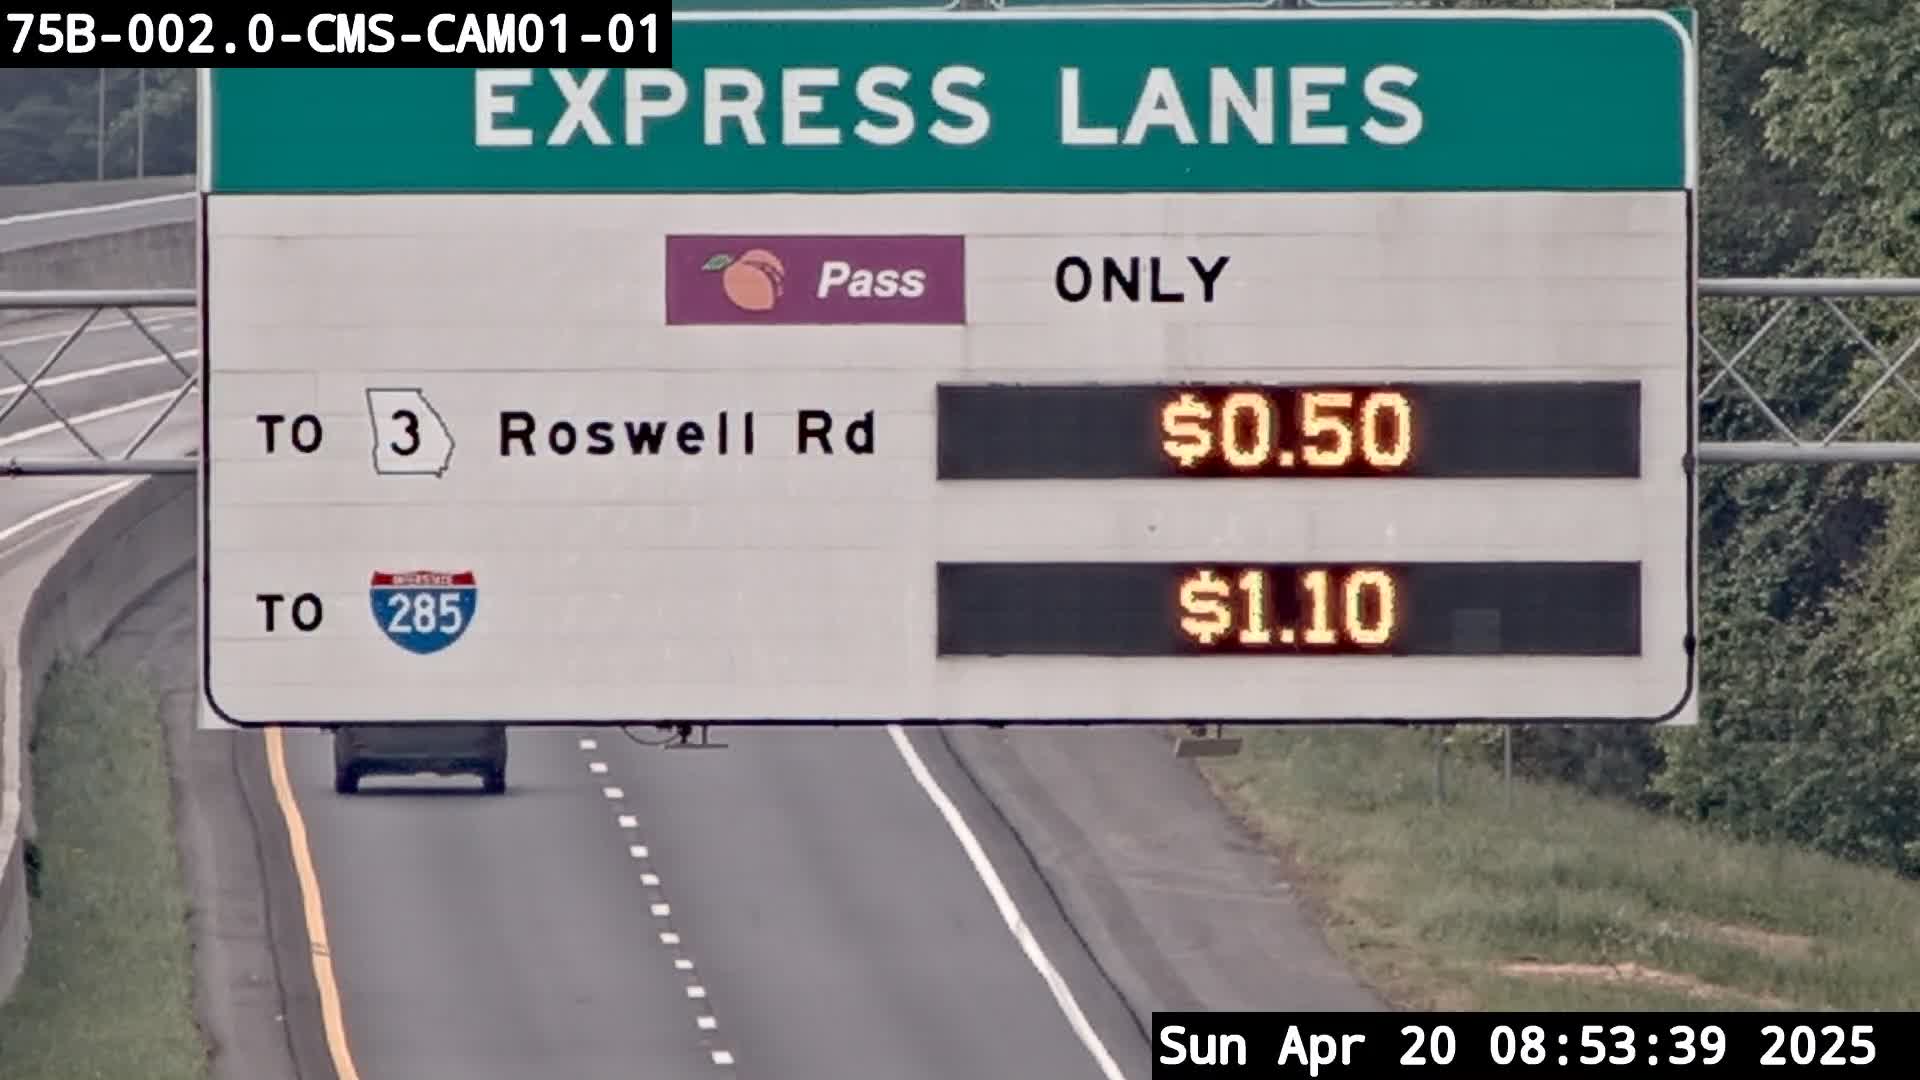 75B-002.0-CMS-CAM01-01
EXPRESS LANES
Pass ONLY
TO 3 Roswell Rd $0.50
INTERSTATE
TO 285 $1.10
Sun Apr 20 08:53:39 2025